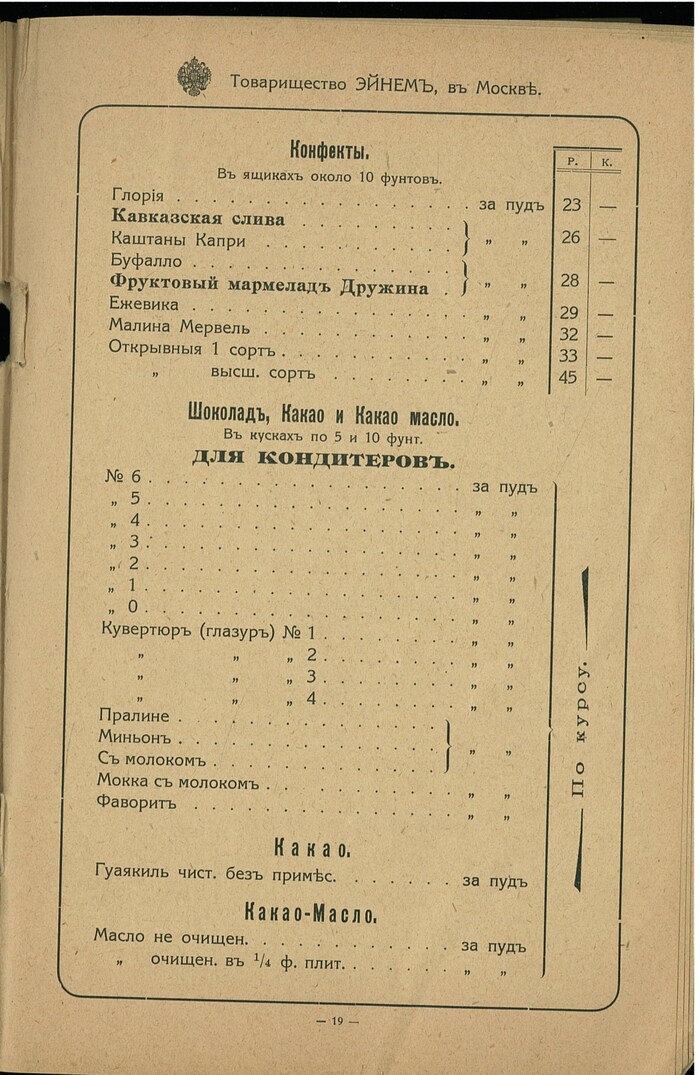 Товарищество ЭЙНЕМЪ, въ Москвѣ.
Конфекты.
Въ ящикахъ около 10 фунтовъ.
Р. К.
Глорія . . . . . . . . . . . . . . . . . за пудъ 23 —
Кавказская слива . . . . . . . . }
Каштаны Капри . . . . . . . . . . } „ „ 26 —
Буфалло . . . . . . . . . . . . . }
Фруктовый мармеладъ Дружина . } „ „ 28 —
Ежевика . . . . . . . . . . . . . . . „ „ 29 —
Малина Мервель . . . . . . . . . . . . „ „ 32 —
Открывныя 1 сортъ . . . . . . . . . . . „ „ 33 —
„ высш. сортъ . . . . . . . . „ „ 45 —
Шоколадъ, Какао и Какао масло.
Въ кускахъ по 5 и 10 фунт.
ДЛЯ КОНДИТЕРОВЪ.
№ 6 . . . . . . . . . . . . . . . . . . за пудъ
„ 5 . . . . . . . . . . . . . . . . . . „ „
„ 4 . . . . . . . . . . . . . . . . . . „ „
„ 3 . . . . . . . . . . . . . . . . . . „ „
„ 2 . . . . . . . . . . . . . . . . . . „ „
„ 1 . . . . . . . . . . . . . . . . . . „ „
„ 0 . . . . . . . . . . . . . . . . . . „ „
Кувертюръ (глазуръ) № 1 . . . . . . . . „ „
„ „ „ 2 . . . . . . . . „ „
„ „ „ 3 . . . . . . . . „ „
„ „ „ 4 . . . . . . . . „ „
Пралине . . . . . . . . . . . . . . }
Миньонъ . . . . . . . . . . . . . . } „ „
Съ молокомъ . . . . . . . . . . . . }
Мокка съ молокомъ . . . . . . . . . . . „ „
Фаворитъ . . . . . . . . . . . . . . . „ „
По курсу.
Какао.
Гуаякиль чист. безъ примѣс. . . . . . . за пудъ
Какао-Масло.
Масло не очищен. . . . . . . . . . . . за пудъ
„ очищен. въ 1/4 ф. плит. . . . . . . „ „
— 19 —